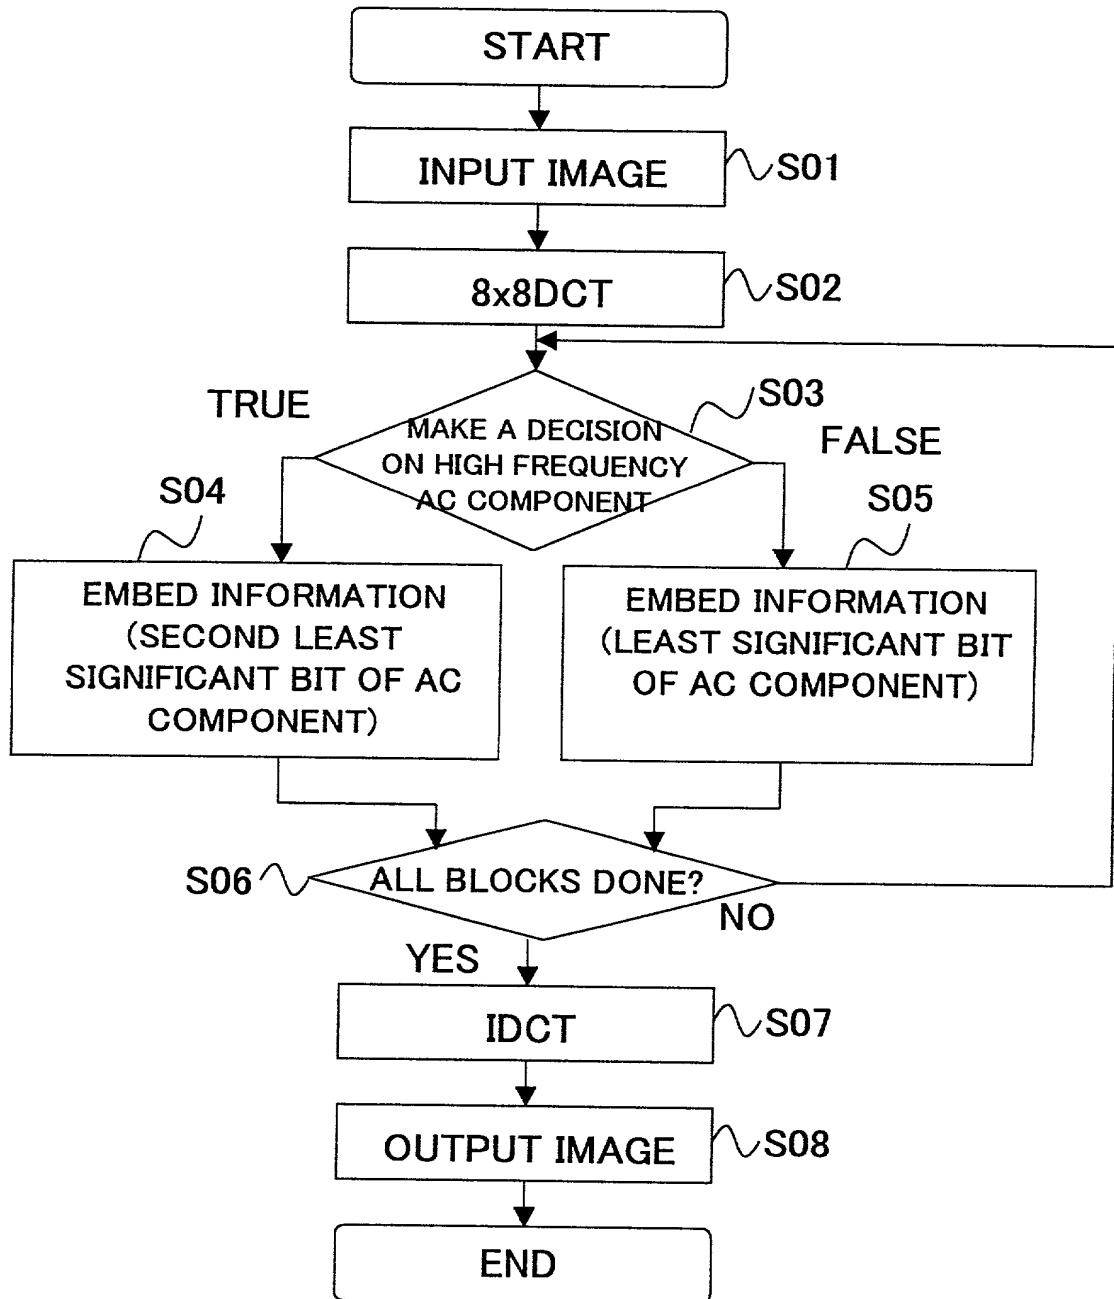 START
INPUT IMAGE
S01
8x8DCT
S02
S03
TRUE
MAKE A DECISION
ON HIGH FREQUENCY
AC COMPONENT
FALSE
S04
S05
EMBED INFORMATION
(SECOND LEAST
SIGNIFICANT BIT OF AC
COMPONENT)
EMBED INFORMATION
(LEAST SIGNIFICANT BIT
OF AC COMPONENT)
S06
ALL BLOCKS DONE?
NO
YES
IDCT
S07
OUTPUT IMAGE
S08
END